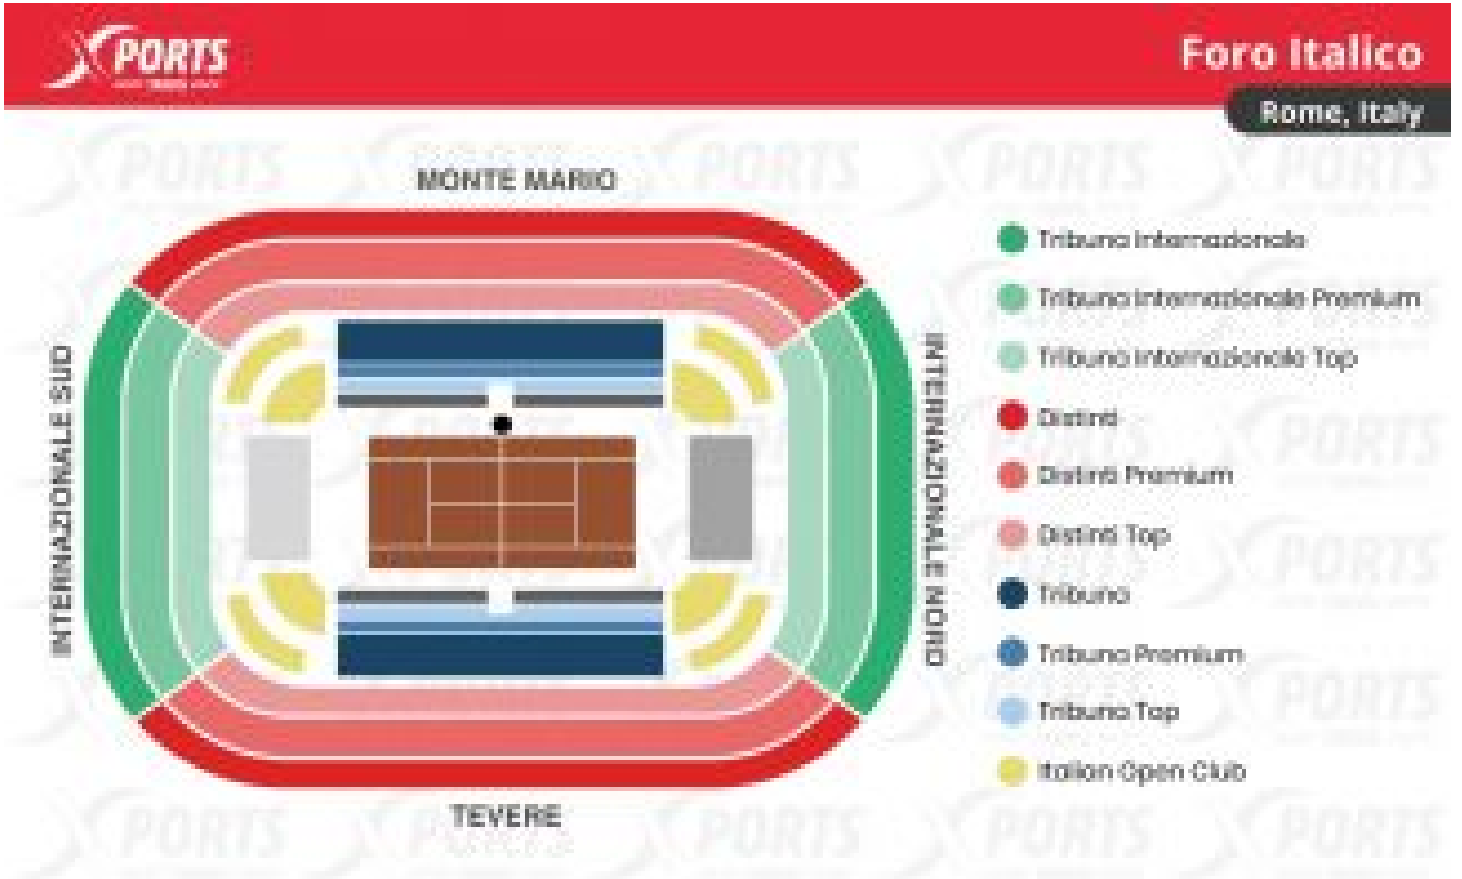 XPORTS
Foro Italico
Rome, Italy
MONTE MARIO
INTERNAZIONALE SUD
INTERNAZIONALE NORD
TEVERE
Tribuna Internazionale
Tribuna Internazionale Premium
Tribuna Internazionale Top
Distinti
Distinti Premium
Distinti Top
Tribuna
Tribuna Premium
Tribuna Top
Italian Open Club